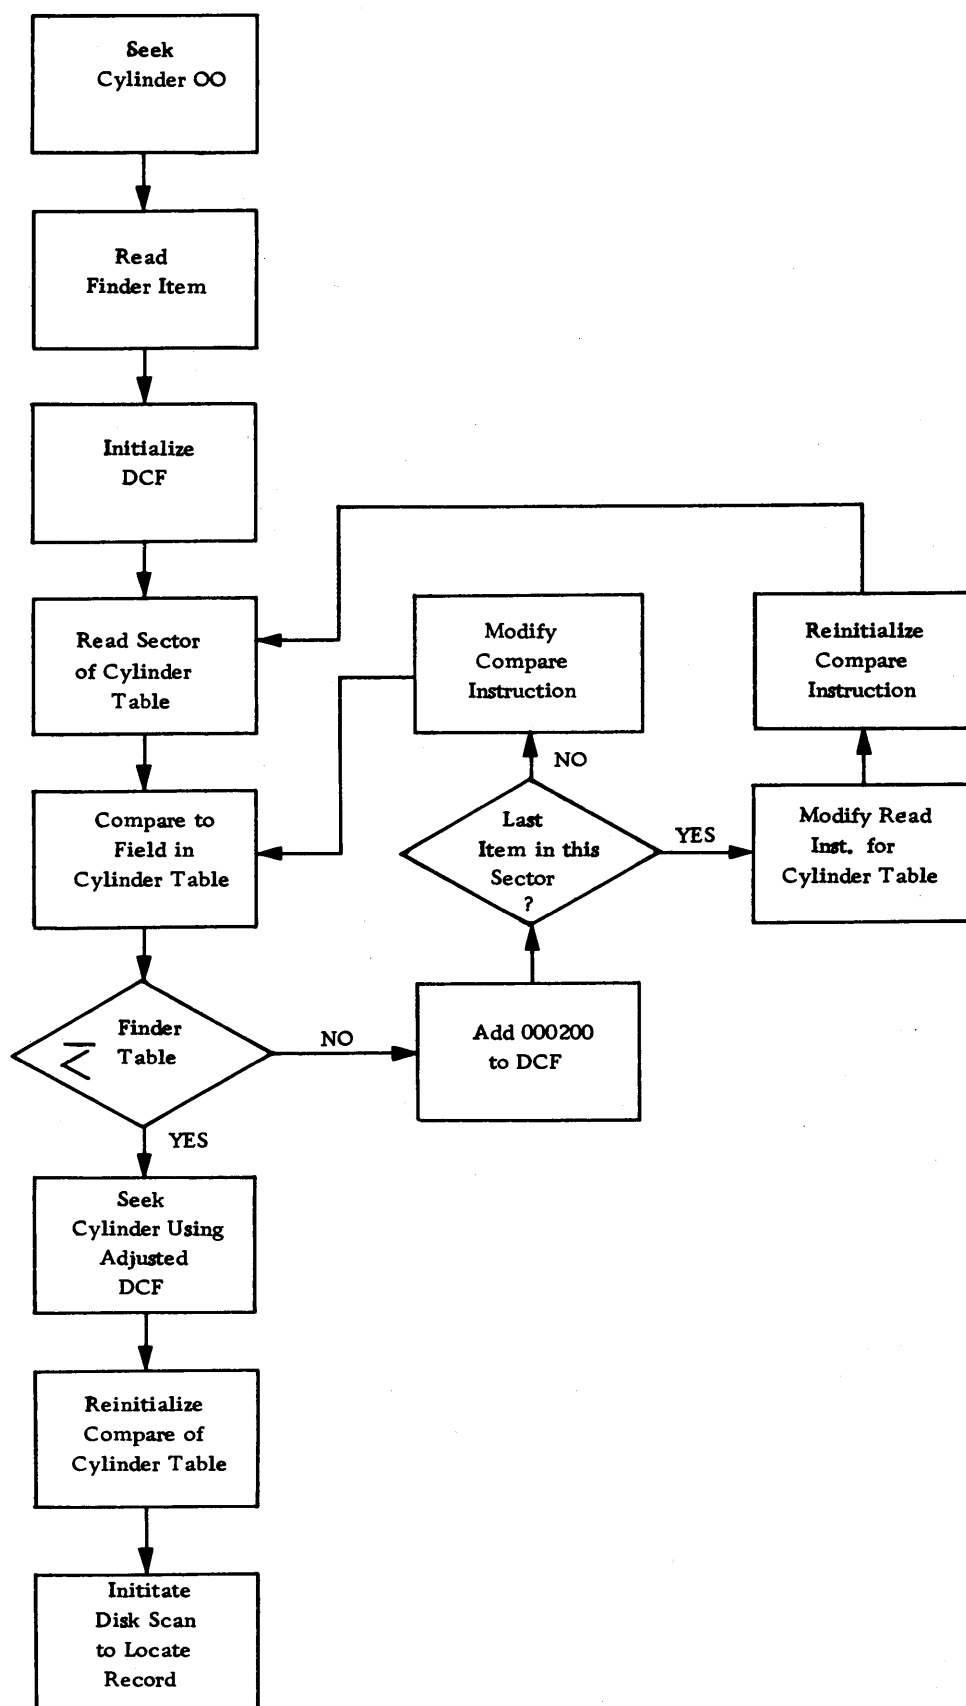 Seek
Cylinder OO
Read
Finder Item
Initialize
DCF
Read Sector
of Cylinder
Table
Modify
Compare
Instruction
Reinitialize
Compare
Instruction
NO
Compare to
Field in
Cylinder Table
Last
Item in this
Sector
?
YES
Modify Read
Inst. for
Cylinder Table
Finder
< Table
NO
Add 000200
to DCF
YES
Seek
Cylinder Using
Adjusted
DCF
Reinitialize
Compare of
Cylinder Table
Inititate
Disk Scan
to Locate
Record